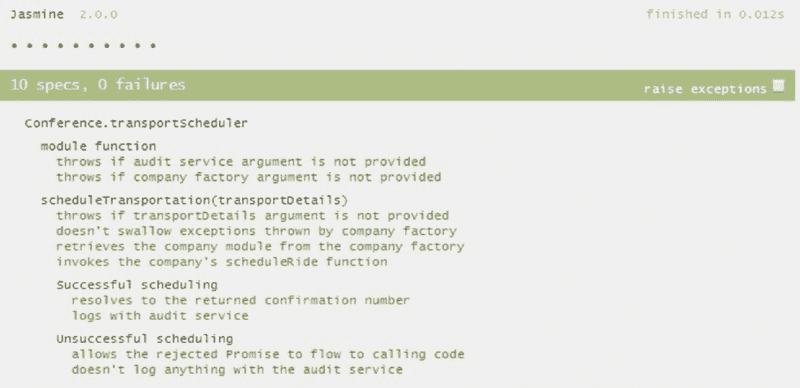 Jasmine 2.0.0
finished in 0.012s
10 specs, 0 failures
raise exceptions
Conference.transportScheduler
module function
throws if audit service argument is not provided
throws if company factory argument is not provided
scheduleTransportation(transportDetails)
throws if transportDetails argument is not provided
doesn't swallow exceptions thrown by company factory
retrieves the company module from the company factory
invokes the company's scheduleRide function
Successful scheduling
resolves to the returned confirmation number
logs with audit service
Unsuccessful scheduling
allows the rejected Promise to flow to calling code
doesn't log anything with the audit service